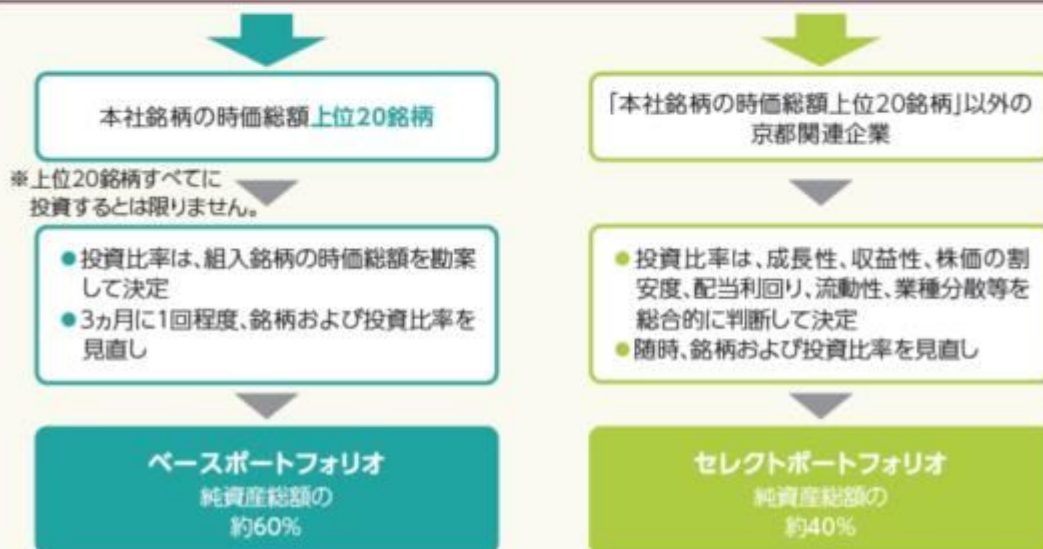 本社銘柄の時価総額上位20銘柄
※上位20銘柄すべてに
投資するとは限りません。
●投資比率は、組入銘柄の時価総額を勘案
して決定
●3ヵ月に1回程度、銘柄および投資比率を
見直し
ベースポートフォリオ
純資産総額の
約60%
「本社銘柄の時価総額上位20銘柄」以外の
京都関連企業
●投資比率は、成長性、収益性、株価の割
安度、配当利回り、流動性、業種分散等を
総合的に判断して決定
●随時、銘柄および投資比率を見直し
セレクトポートフォリオ
純資産総額の
約40%